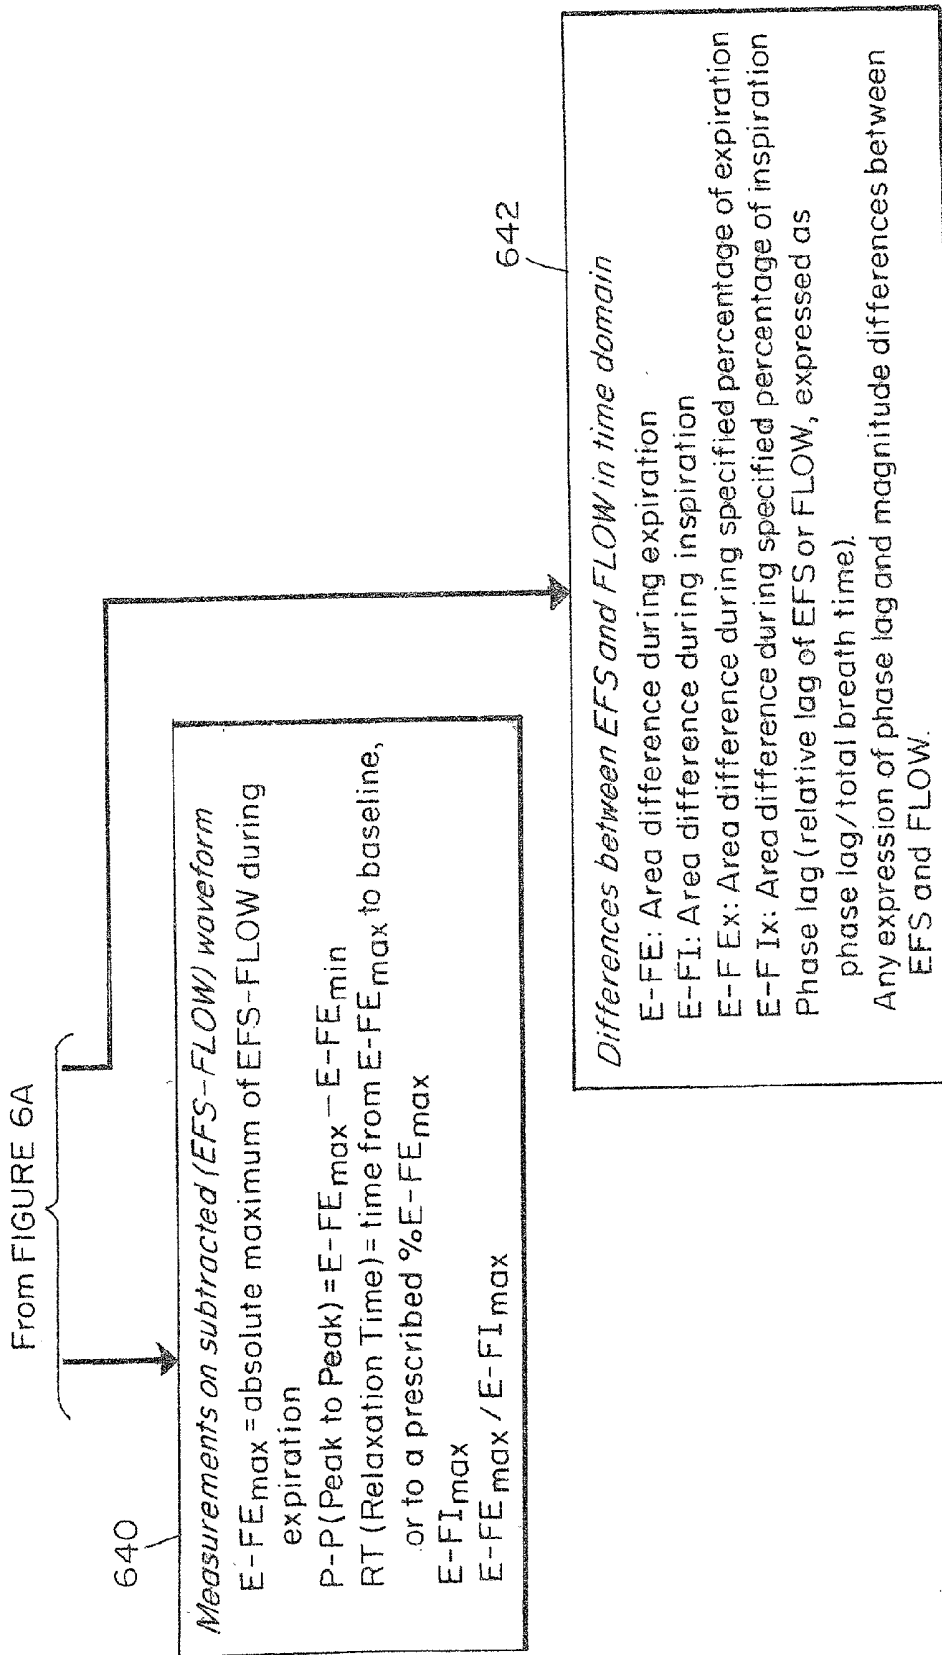 From FIGURE 6A
640
Measurements on subtracted (EFS-FLOW) waveform
E-FEmax = absolute maximum of EFS-FLOW during
expiration
P-P (Peak to Peak) = E-FEmax - E-FEmin
RT (Relaxation Time) = time from E-FEmax to baseline,
or to a prescribed %E-FEmax
E-FImax
E-FEmax / E-FImax
642
Differences between EFS and FLOW in time domain
E-FE: Area difference during expiration
E-FI: Area difference during inspiration
E-F Ex: Area difference during specified percentage of expiration
E-F Ix: Area difference during specified percentage of inspiration
Phase lag (relative lag of EFS or FLOW, expressed as
phase lag/total breath time).
Any expression of phase lag and magnitude differences between
EFS and FLOW.